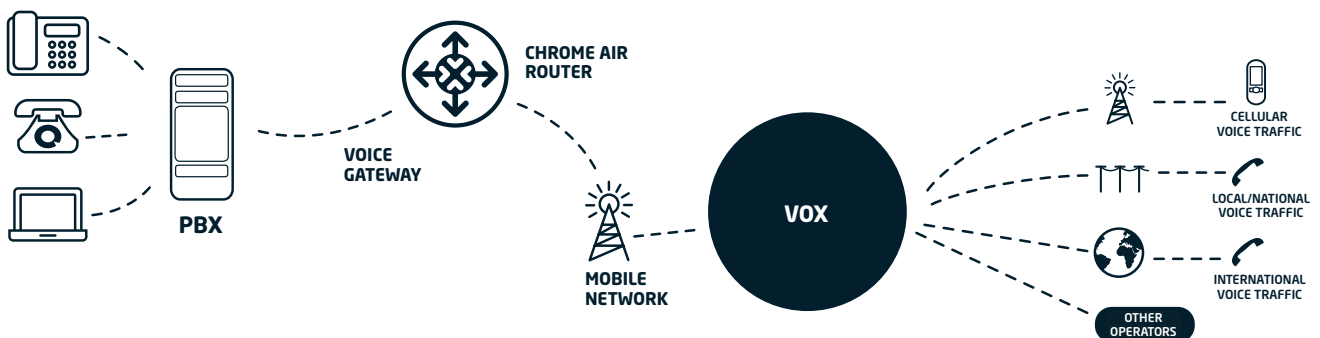 PBX
VOICE
GATEWAY
CHROME AIR
ROUTER
MOBILE
NETWORK
VOX
CELLULAR
VOICE TRAFFIC
LOCAL/NATIONAL
VOICE TRAFFIC
INTERNATIONAL
VOICE TRAFFIC
OTHER
OPERATORS